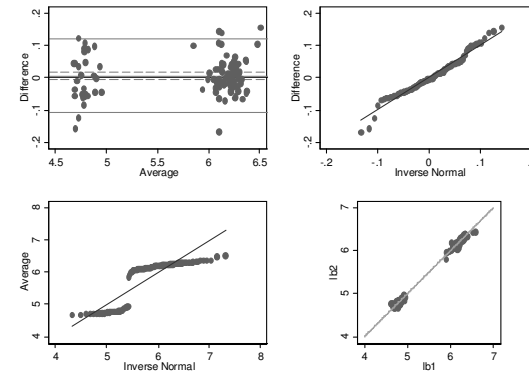 Difference
.2
.1
0
-.1
-.2
4.5 5 5.5 6 6.5
Average
Difference
.2
.1
0
-.1
-.2
-0.2 -.1 0 .1
Inverse Normal
Average
8
7
6
5
4
4 5 6 7 8
Inverse Normal
lb2
7
6
5
4
4 5 6 7
lb1